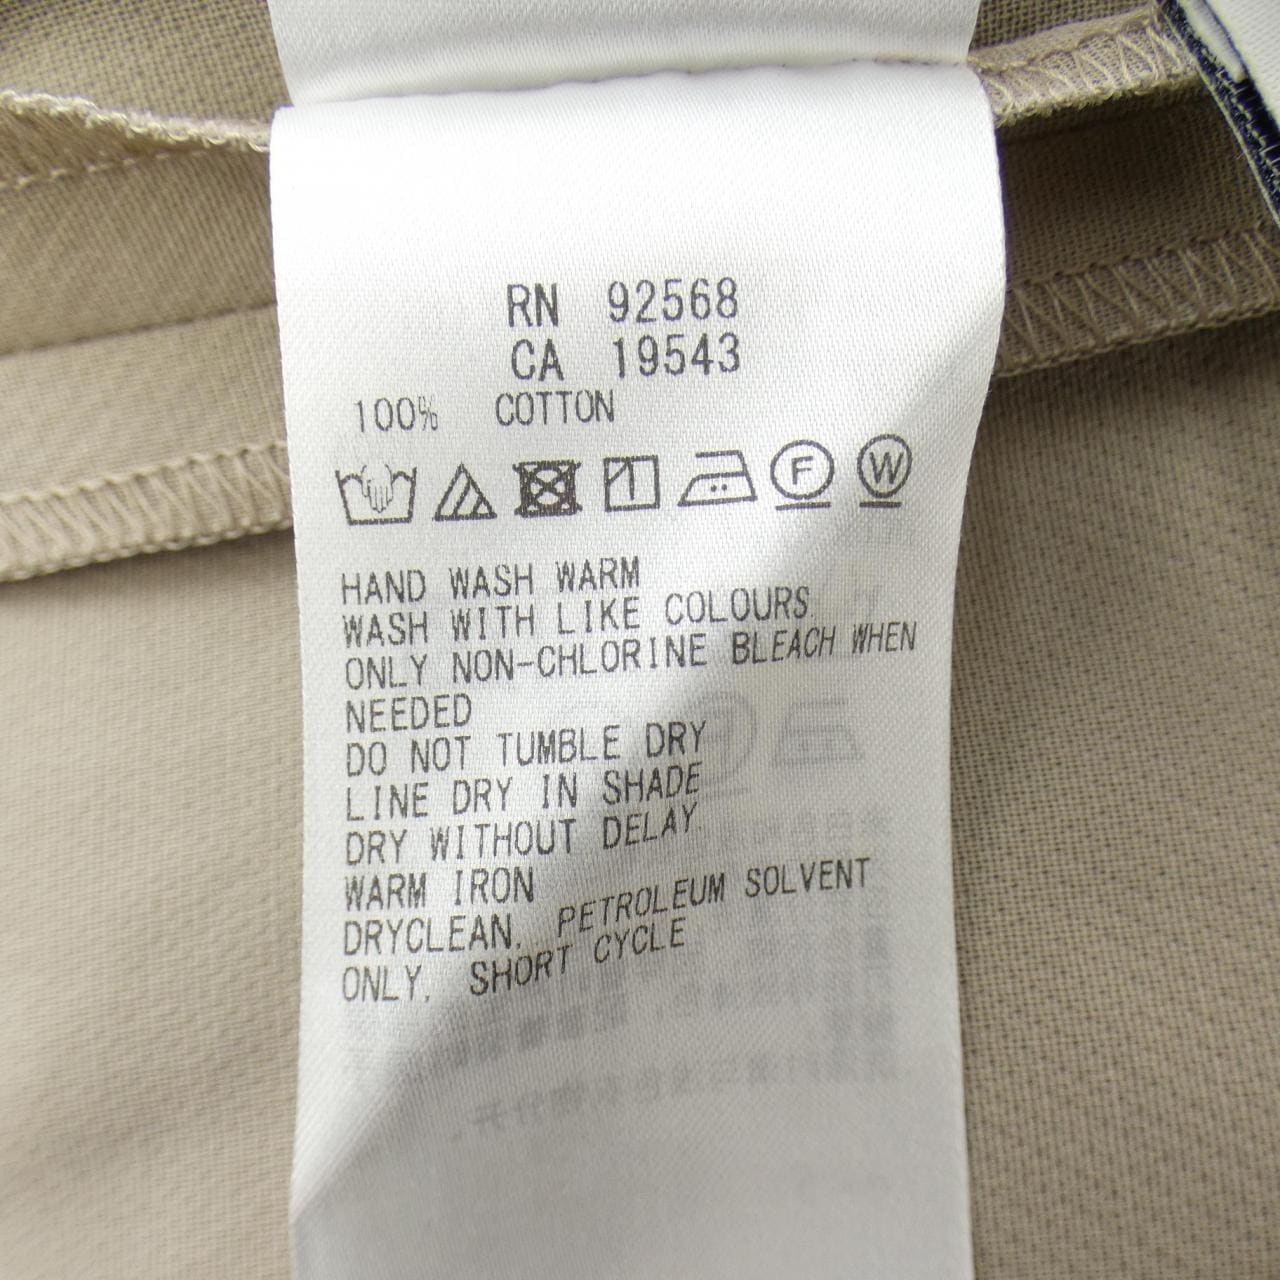 RN 92568
CA 19543
100% COTTON
F W
HAND WASH WARM
WASH WITH LIKE COLOURS
ONLY NON-CHLORINE BLEACH WHEN
NEEDED
DO NOT TUMBLE DRY
LINE DRY IN SHADE
DRY WITHOUT DELAY.
WARM IRON
DRYCLEAN. PETROLEUM SOLVENT
ONLY. SHORT CYCLE